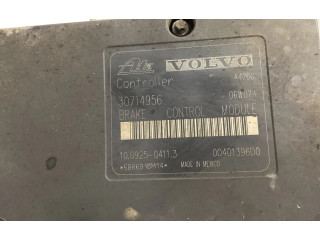 Ate VOLVO
Controller
30714956
BRAKE CONTROL MODULE
10.0925-0411.3 00401396D0
MADE IN MEXICO